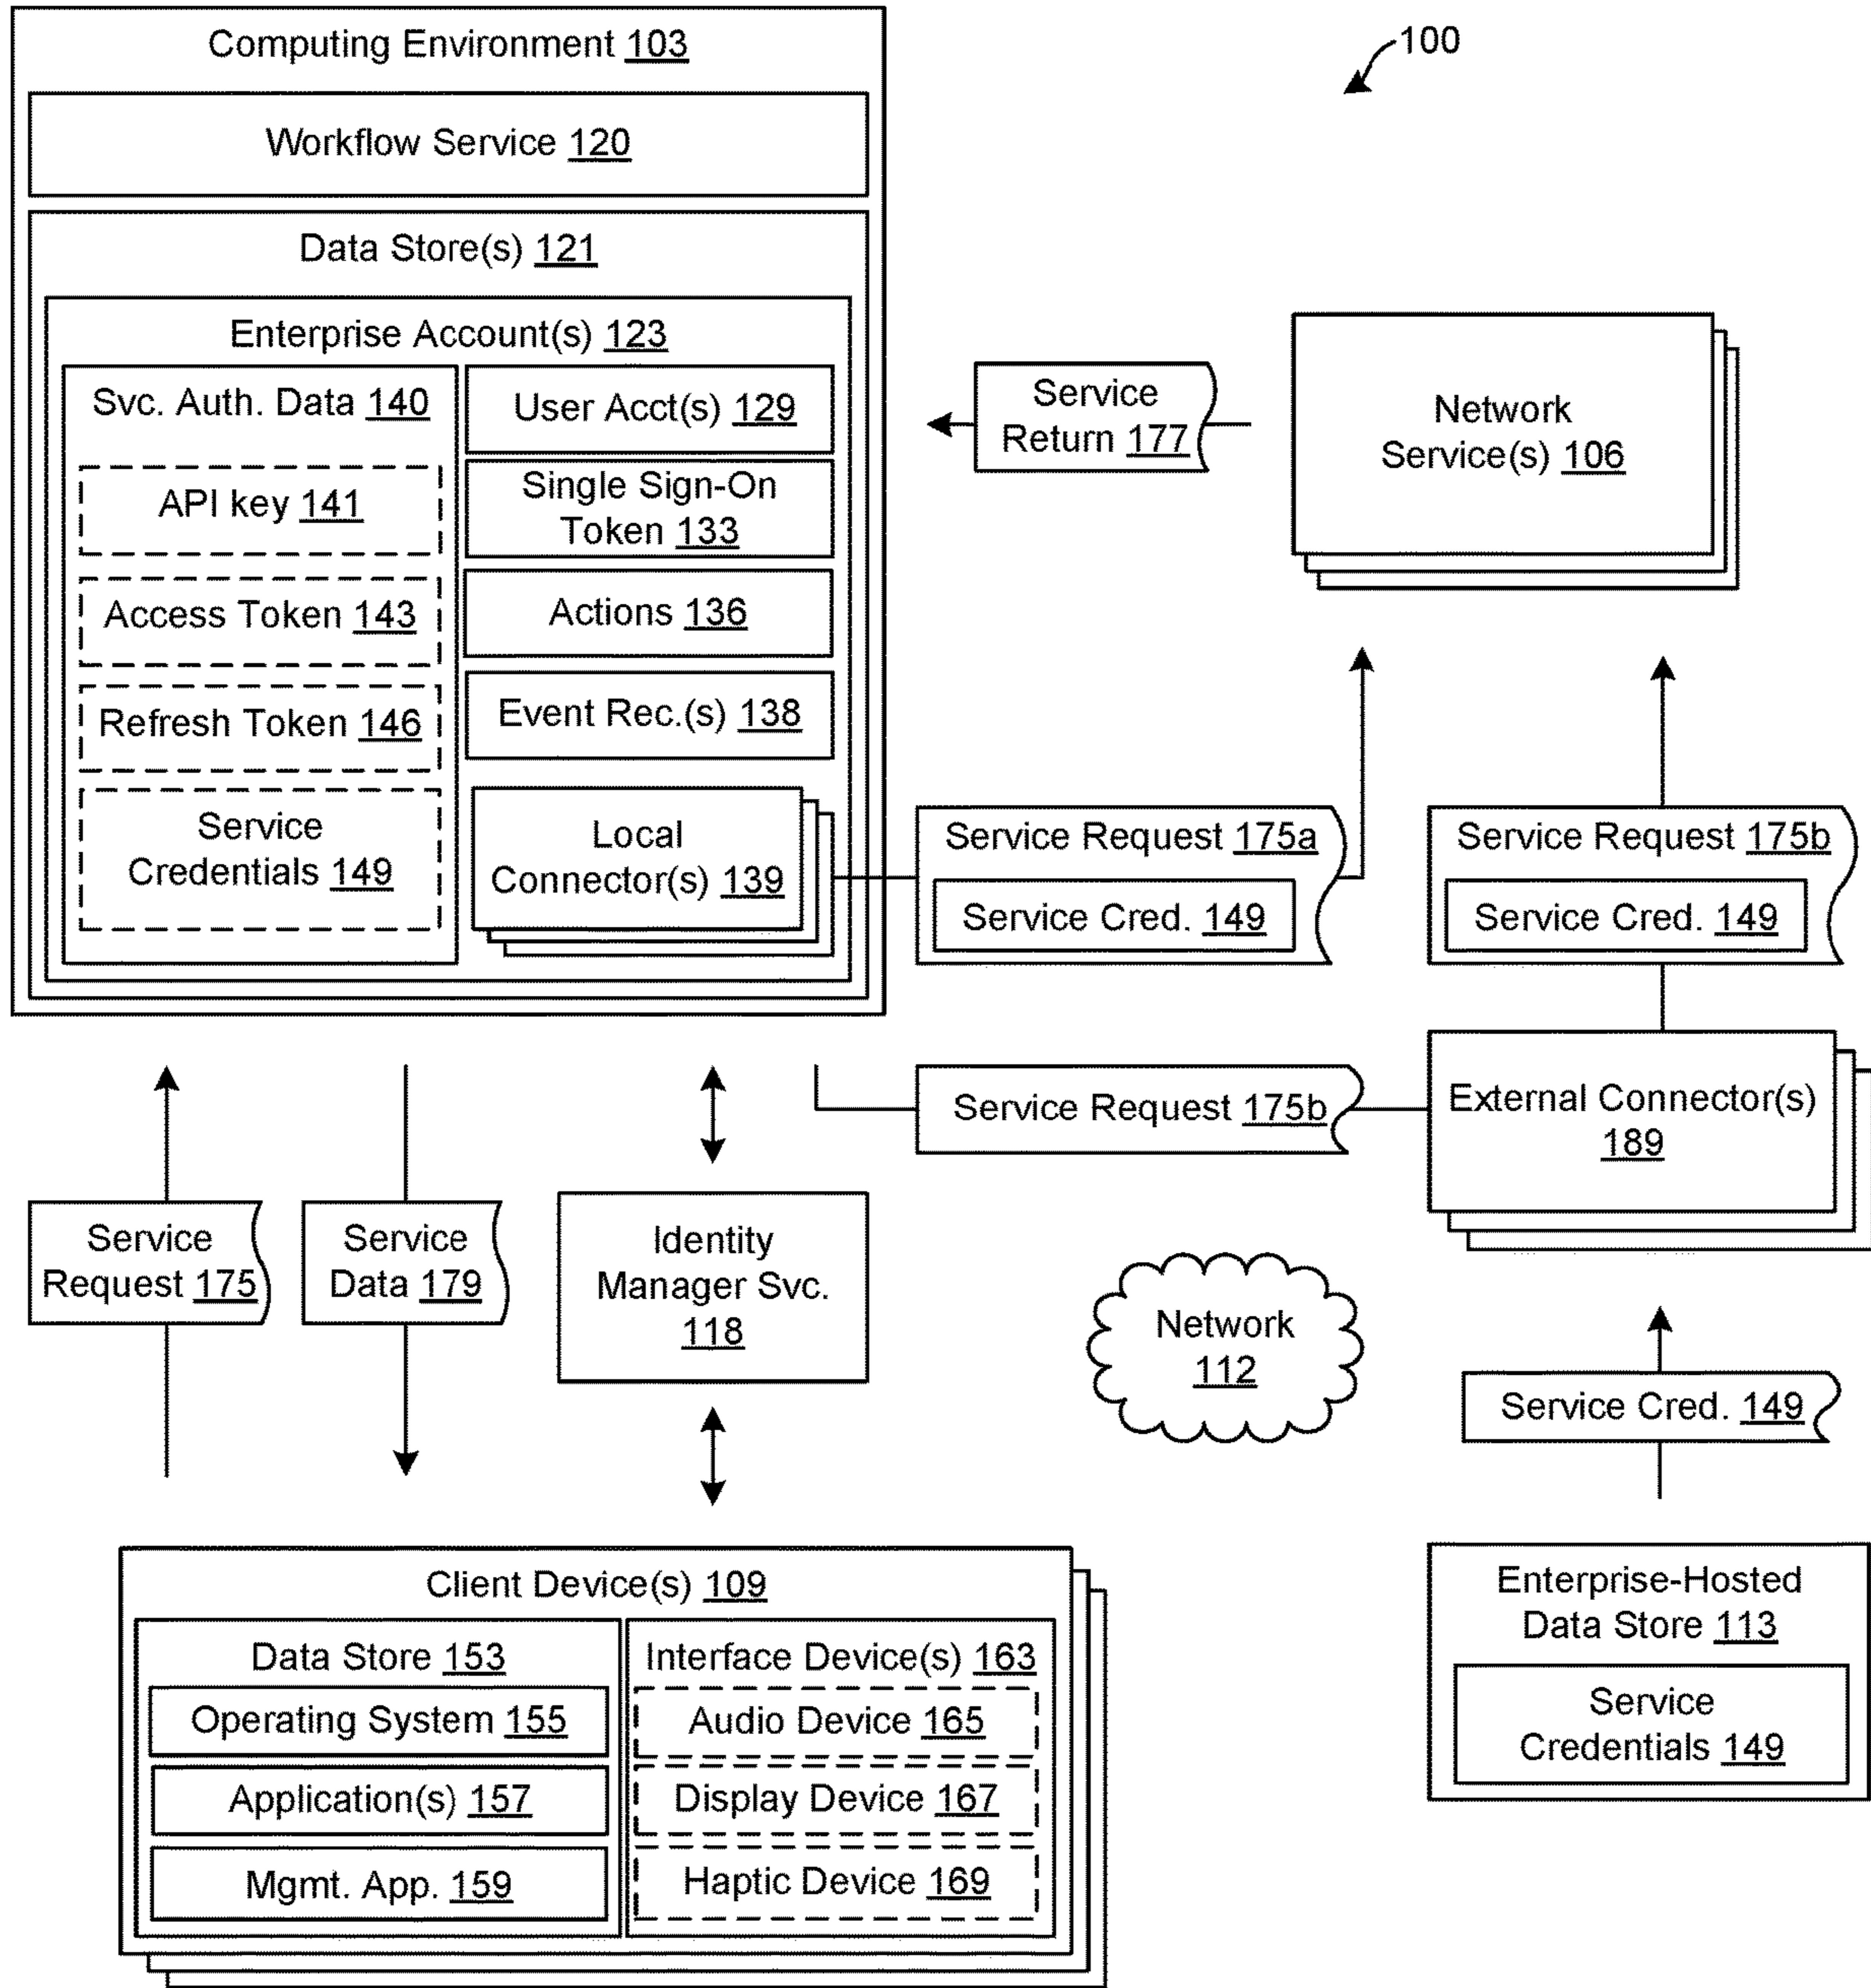 Computing Environment 103
100
Workflow Service 120
Data Store(s) 121
Enterprise Account(s) 123
Svc. Auth. Data 140
API key 141
Access Token 143
Refresh Token 146
Service
Credentials 149
User Acct(s) 129
Single Sign-On
Token 133
Actions 136
Event Rec.(s) 138
Local
Connector(s) 139
Service
Return 177
Network
Service(s) 106
Service Request 175a
Service Cred. 149
Service Request 175b
Service Cred. 149
Service Request 175b
External Connector(s)
189
Service
Request 175
Service
Data 179
Identity
Manager Svc.
118
Network
112
Service Cred. 149
Client Device(s) 109
Data Store 153
Operating System 155
Application(s) 157
Mgmt. App. 159
Interface Device(s) 163
Audio Device 165
Display Device 167
Haptic Device 169
Enterprise-Hosted
Data Store 113
Service
Credentials 149